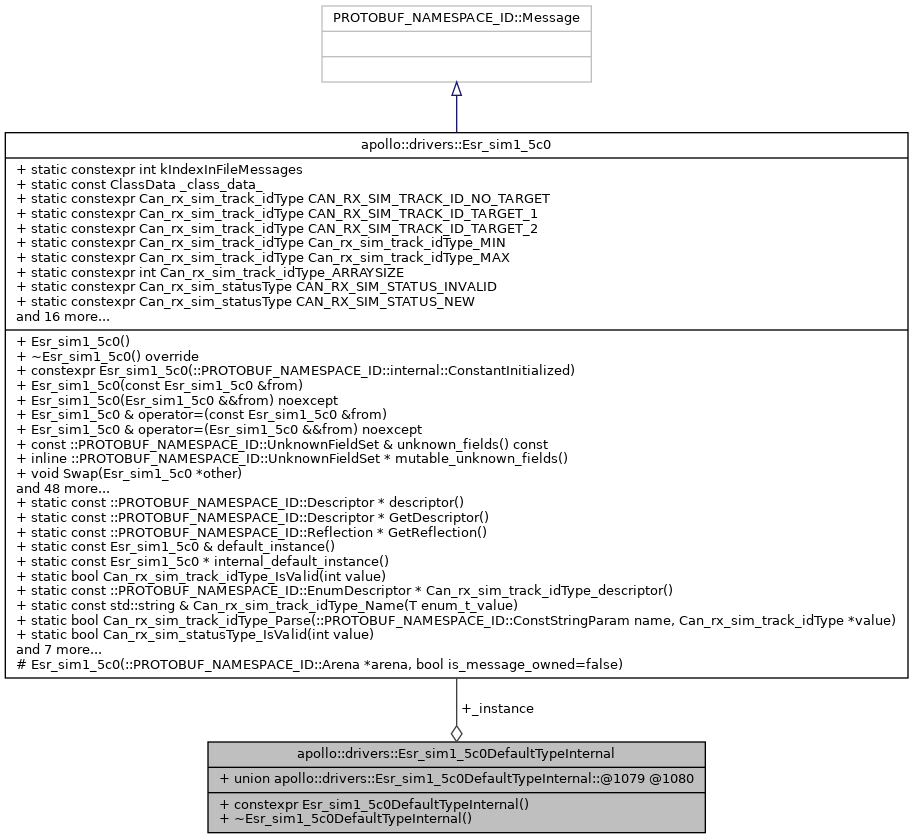 PROTOBUF_NAMESPACE_ID::Message
apollo::drivers::Esr_sim1_5c0
+ static constexpr int kIndexInFileMessages
+ static const ClassData _class_data_
+ static constexpr Can_rx_sim_track_idType CAN_RX_SIM_TRACK_ID_NO_TARGET
+ static constexpr Can_rx_sim_track_idType CAN_RX_SIM_TRACK_ID_TARGET_1
+ static constexpr Can_rx_sim_track_idType CAN_RX_SIM_TRACK_ID_TARGET_2
+ static constexpr Can_rx_sim_track_idType Can_rx_sim_track_idType_MIN
+ static constexpr Can_rx_sim_track_idType Can_rx_sim_track_idType_MAX
+ static constexpr int Can_rx_sim_track_idType_ARRAYSIZE
+ static constexpr Can_rx_sim_statusType CAN_RX_SIM_STATUS_INVALID
+ static constexpr Can_rx_sim_statusType CAN_RX_SIM_STATUS_NEW
and 16 more...
+ Esr_sim1_5c0()
+ ~Esr_sim1_5c0() override
+ constexpr Esr_sim1_5c0(::PROTOBUF_NAMESPACE_ID::internal::ConstantInitialized)
+ Esr_sim1_5c0(const Esr_sim1_5c0 &from)
+ Esr_sim1_5c0(Esr_sim1_5c0 &&from) noexcept
+ Esr_sim1_5c0 & operator=(const Esr_sim1_5c0 &from)
+ Esr_sim1_5c0 & operator=(Esr_sim1_5c0 &&from) noexcept
+ const ::PROTOBUF_NAMESPACE_ID::UnknownFieldSet & unknown_fields() const
+ inline ::PROTOBUF_NAMESPACE_ID::UnknownFieldSet * mutable_unknown_fields()
+ void Swap(Esr_sim1_5c0 *other)
and 48 more...
+ static const ::PROTOBUF_NAMESPACE_ID::Descriptor * descriptor()
+ static const ::PROTOBUF_NAMESPACE_ID::Descriptor * GetDescriptor()
+ static const ::PROTOBUF_NAMESPACE_ID::Reflection * GetReflection()
+ static const Esr_sim1_5c0 & default_instance()
+ static const Esr_sim1_5c0 * internal_default_instance()
+ static bool Can_rx_sim_track_idType_IsValid(int value)
+ static const ::PROTOBUF_NAMESPACE_ID::EnumDescriptor * Can_rx_sim_track_idType_descriptor()
+ static const std::string & Can_rx_sim_track_idType_Name(T enum_t_value)
+ static bool Can_rx_sim_track_idType_Parse(::PROTOBUF_NAMESPACE_ID::ConstStringParam name, Can_rx_sim_track_idType *value)
+ static bool Can_rx_sim_statusType_IsValid(int value)
and 7 more...
# Esr_sim1_5c0(::PROTOBUF_NAMESPACE_ID::Arena *arena, bool is_message_owned=false)
+_instance
apollo::drivers::Esr_sim1_5c0DefaultTypeInternal
+ union apollo::drivers::Esr_sim1_5c0DefaultTypeInternal::@1079 @1080
+ constexpr Esr_sim1_5c0DefaultTypeInternal()
+ ~Esr_sim1_5c0DefaultTypeInternal()